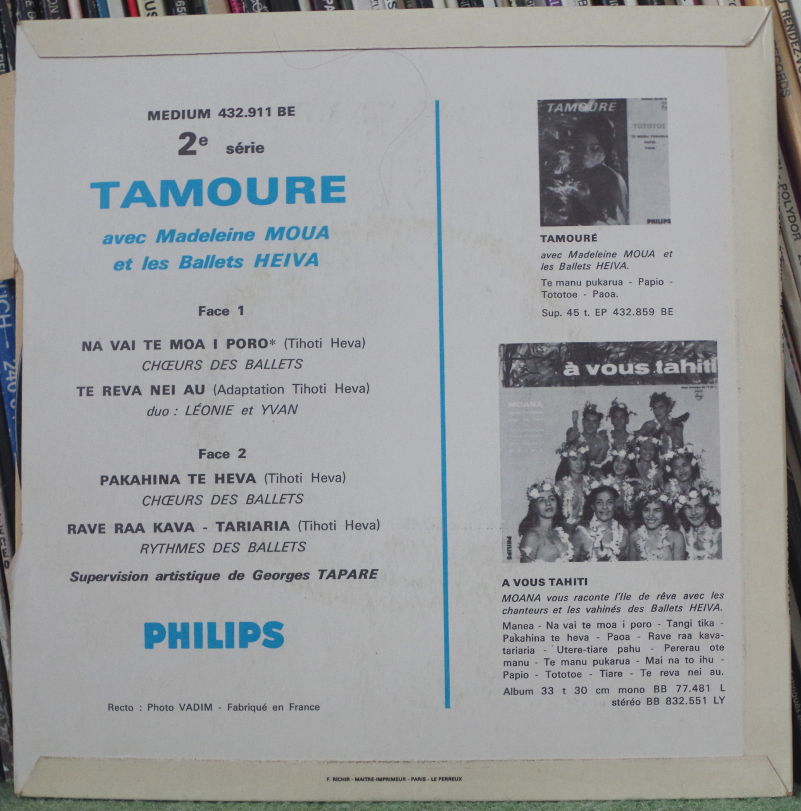 MEDIUM 432.911 BE
2e série
TAMOURE
avec Madeleine MOUA
et les Ballets HEIVA
Face 1
NA VAI TE MOA I PORO* (Tihoti Heva)
CHŒURS DES BALLETS
TE REVA NEI AU (Adaptation Tihoti Heva)
duo : LÉONIE et YVAN
Face 2
PAKAHINA TE HEVA (Tihoti Heva)
CHŒURS DES BALLETS
RAVE RAA KAVA - TARIARIA (Tihoti Heva)
RYTHMES DES BALLETS
Supervision artistique de Georges TAPARE
PHILIPS
Recto : Photo VADIM - Fabriqué en France
TAMOURE
TOTOTOE
TE MANU PUKARUA
PAPIO
PAOA
PHILIPS
TAMOURÉ
avec Madeleine MOUA et
les Ballets HEIVA.
Te manu pukarua - Papio -
Tototoe - Paoa.
Sup. 45 t. EP 432.859 BE
à vous tahiti
MOANA
PHILIPS
A VOUS TAHITI
MOANA vous raconte l'Ile de rêve avec les
chanteurs et les vahinés des Ballets HEIVA.
Manea - Na vai te moa i poro - Tangi tika -
Pakahina te heva - Paoa - Rave raa kava-
tariaria - Utere-tiare pahu - Pererau ote
manu - Te manu pukarua - Mai na to ihu -
Papio - Tototoe - Tiare - Te reva nei au.
Album 33 t 30 cm mono BB 77.481 L
stéréo BB 832.551 LY
F. RICHIR - MAITRE-IMPRIMEUR - PARIS - LE PERREUX
POLYDOR